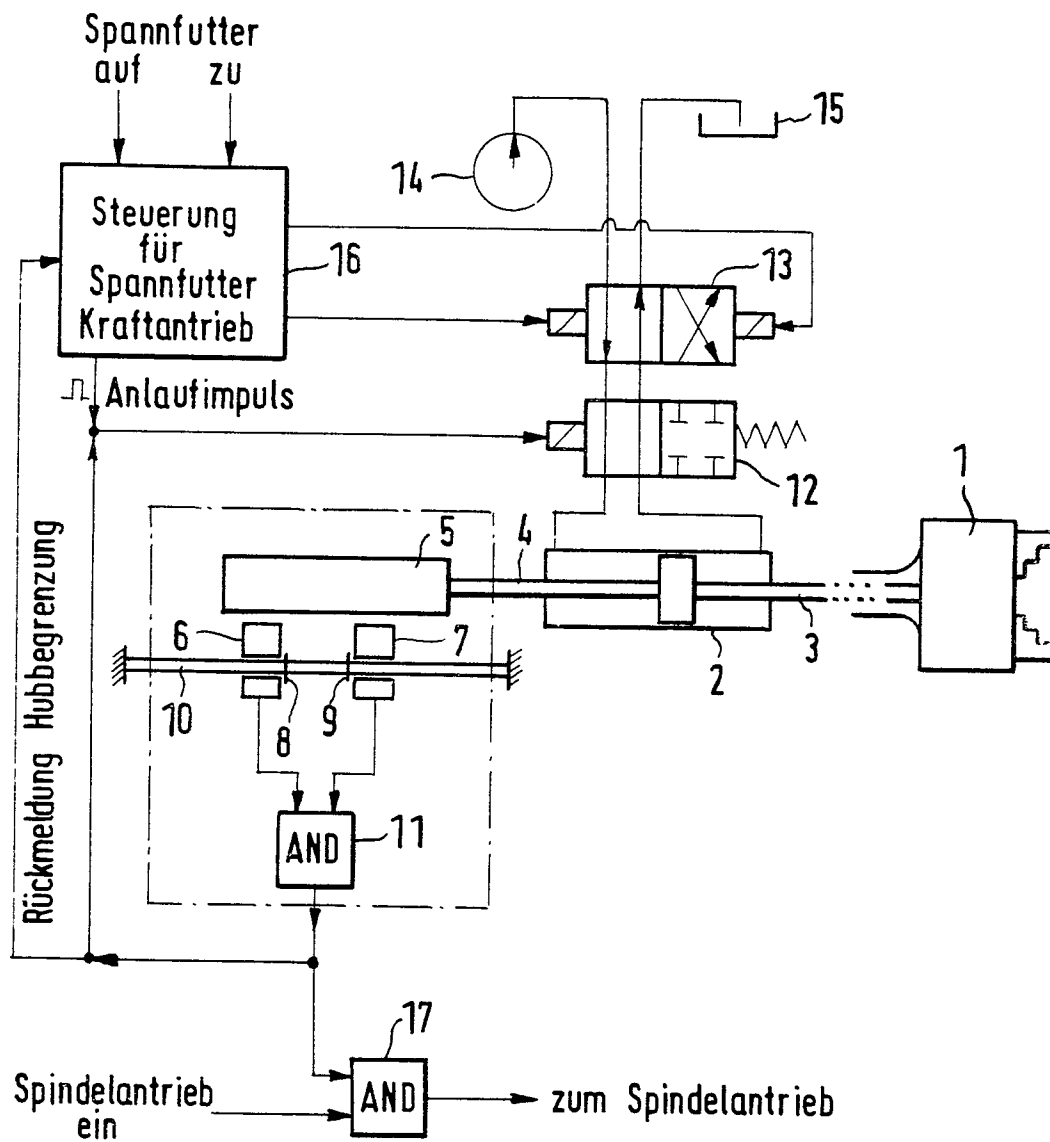 Spannfutter
auf zu
15
14
Steuerung
für
Spannfutter
Kraftantrieb
16
13
Anlaufimpuls
12
1
Rückmeldung Hubbegrenzung
5
4
6
7
2
3
10
8
9
AND
11
17
AND
Spindelantrieb
ein
zum Spindelantrieb